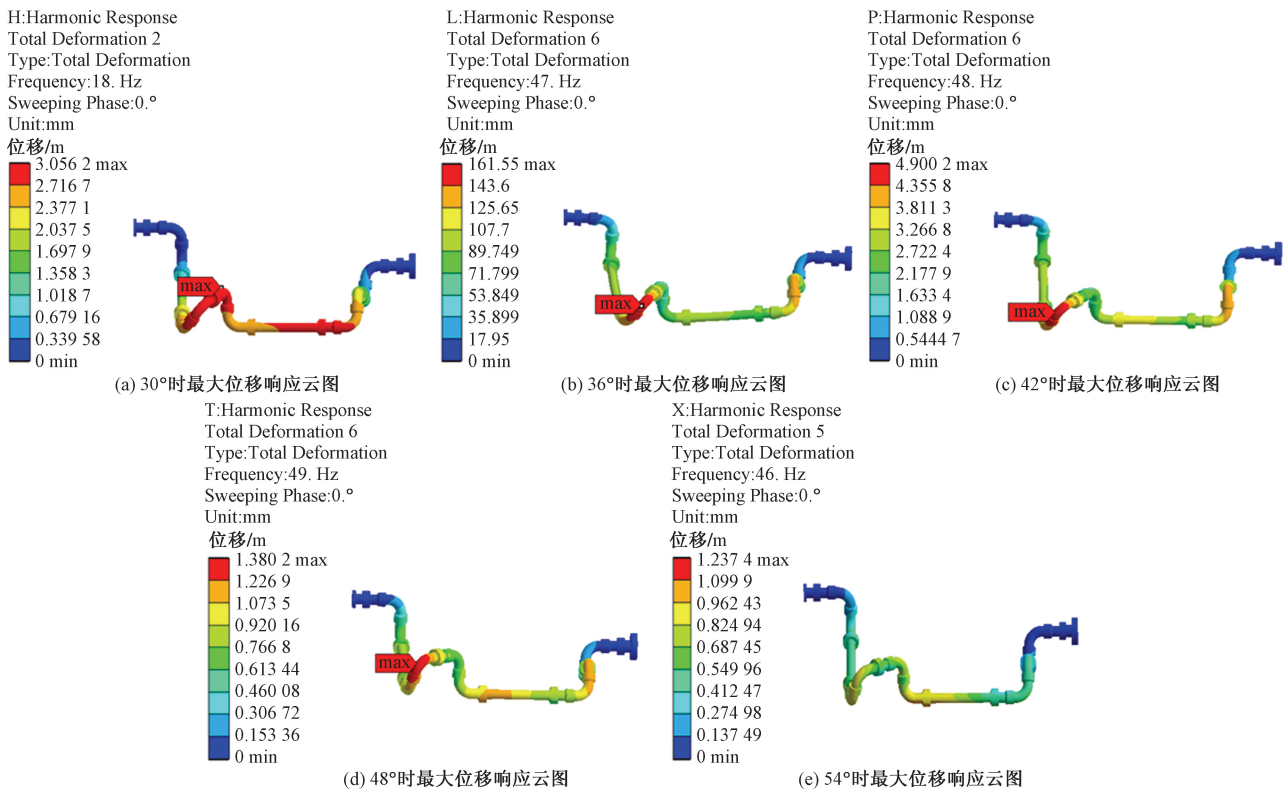 H:Harmonic Response
Total Deformation 2
Type:Total Deformation
Frequency:18. Hz
Sweeping Phase:0.°
Unit:mm
位移/m
3.056 2 max
2.716 7
2.377 1
2.037 5
1.697 9
1.358 3
1.018 7
0.679 16
0.339 58
0 min
max
(a) 30°时最大位移响应云图
L:Harmonic Response
Total Deformation 6
Type:Total Deformation
Frequency:47. Hz
Sweeping Phase:0.°
Unit:mm
位移/m
161.55 max
143.6
125.65
107.7
89.749
71.799
53.849
35.899
17.95
0 min
max
(b) 36°时最大位移响应云图
P:Harmonic Response
Total Deformation 6
Type:Total Deformation
Frequency:48. Hz
Sweeping Phase:0.°
Unit:mm
位移/m
4.900 2 max
4.355 8
3.811 3
3.266 8
2.722 4
2.177 9
1.633 4
1.088 9
0.5444 7
0 min
max
(c) 42°时最大位移响应云图
T:Harmonic Response
Total Deformation 6
Type:Total Deformation
Frequency:49. Hz
Sweeping Phase:0.°
Unit:mm
位移/m
1.380 2 max
1.226 9
1.073 5
0.920 16
0.766 8
0.613 44
0.460 08
0.306 72
0.153 36
0 min
max
(d) 48°时最大位移响应云图
X:Harmonic Response
Total Deformation 5
Type:Total Deformation
Frequency:46. Hz
Sweeping Phase:0.°
Unit:mm
位移/m
1.237 4 max
1.099 9
0.962 43
0.824 94
0.687 45
0.549 96
0.412 47
0.274 98
0.137 49
0 min
(e) 54°时最大位移响应云图